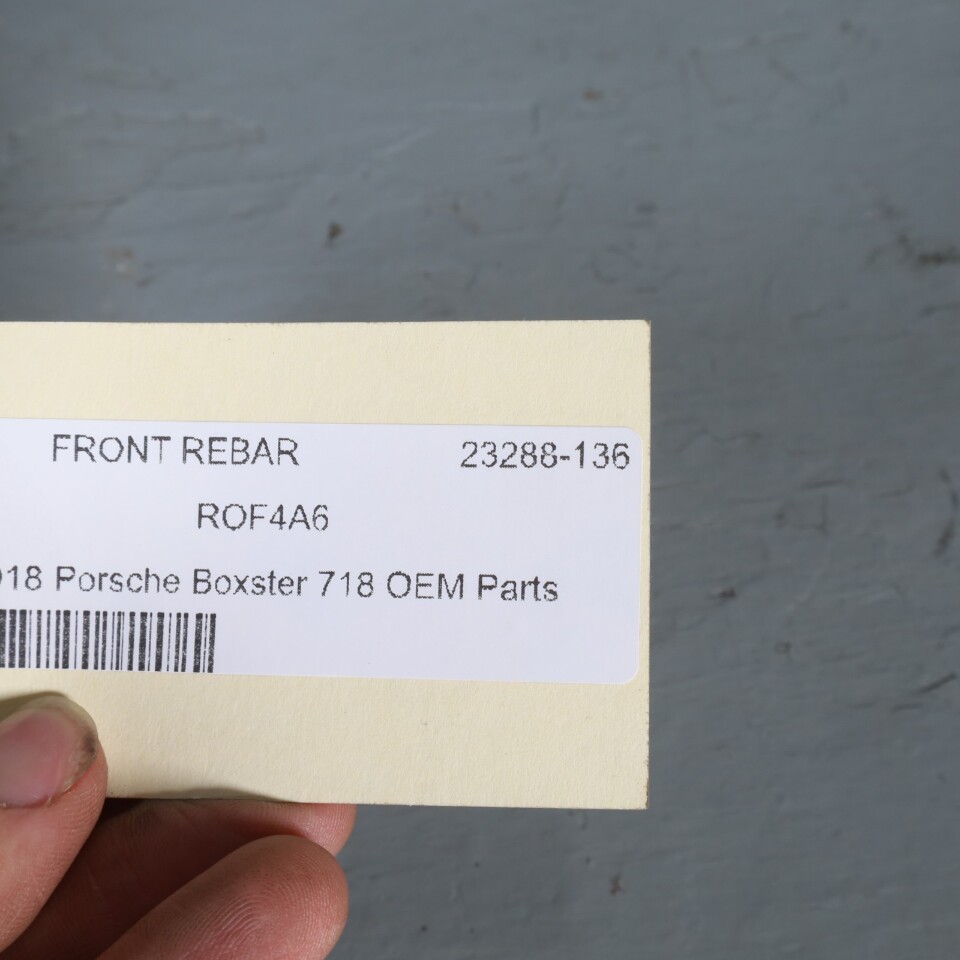 FRONT REBAR 23288-136
ROF4A6
018 Porsche Boxster 718 OEM Parts